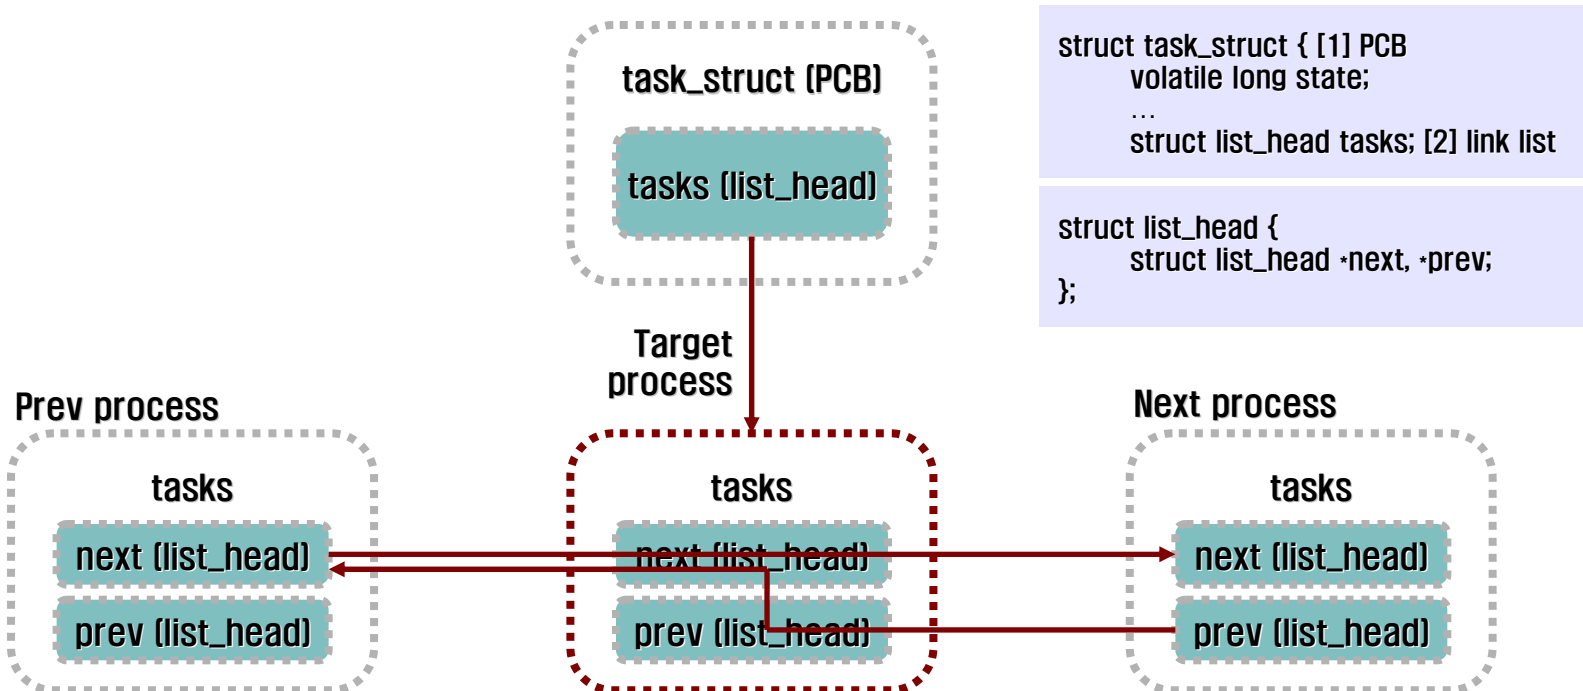 task_struct (PCB)
tasks (list_head)
struct task_struct { [1] PCB
volatile long state;
...
struct list_head tasks; [2] link list
struct list_head {
struct list_head *next, *prev;
};
Target
process
Prev process
tasks
next (list_head)
prev (list_head)
tasks
next (list_head)
prev (list_head)
Next process
tasks
next (list_head)
prev (list_head)